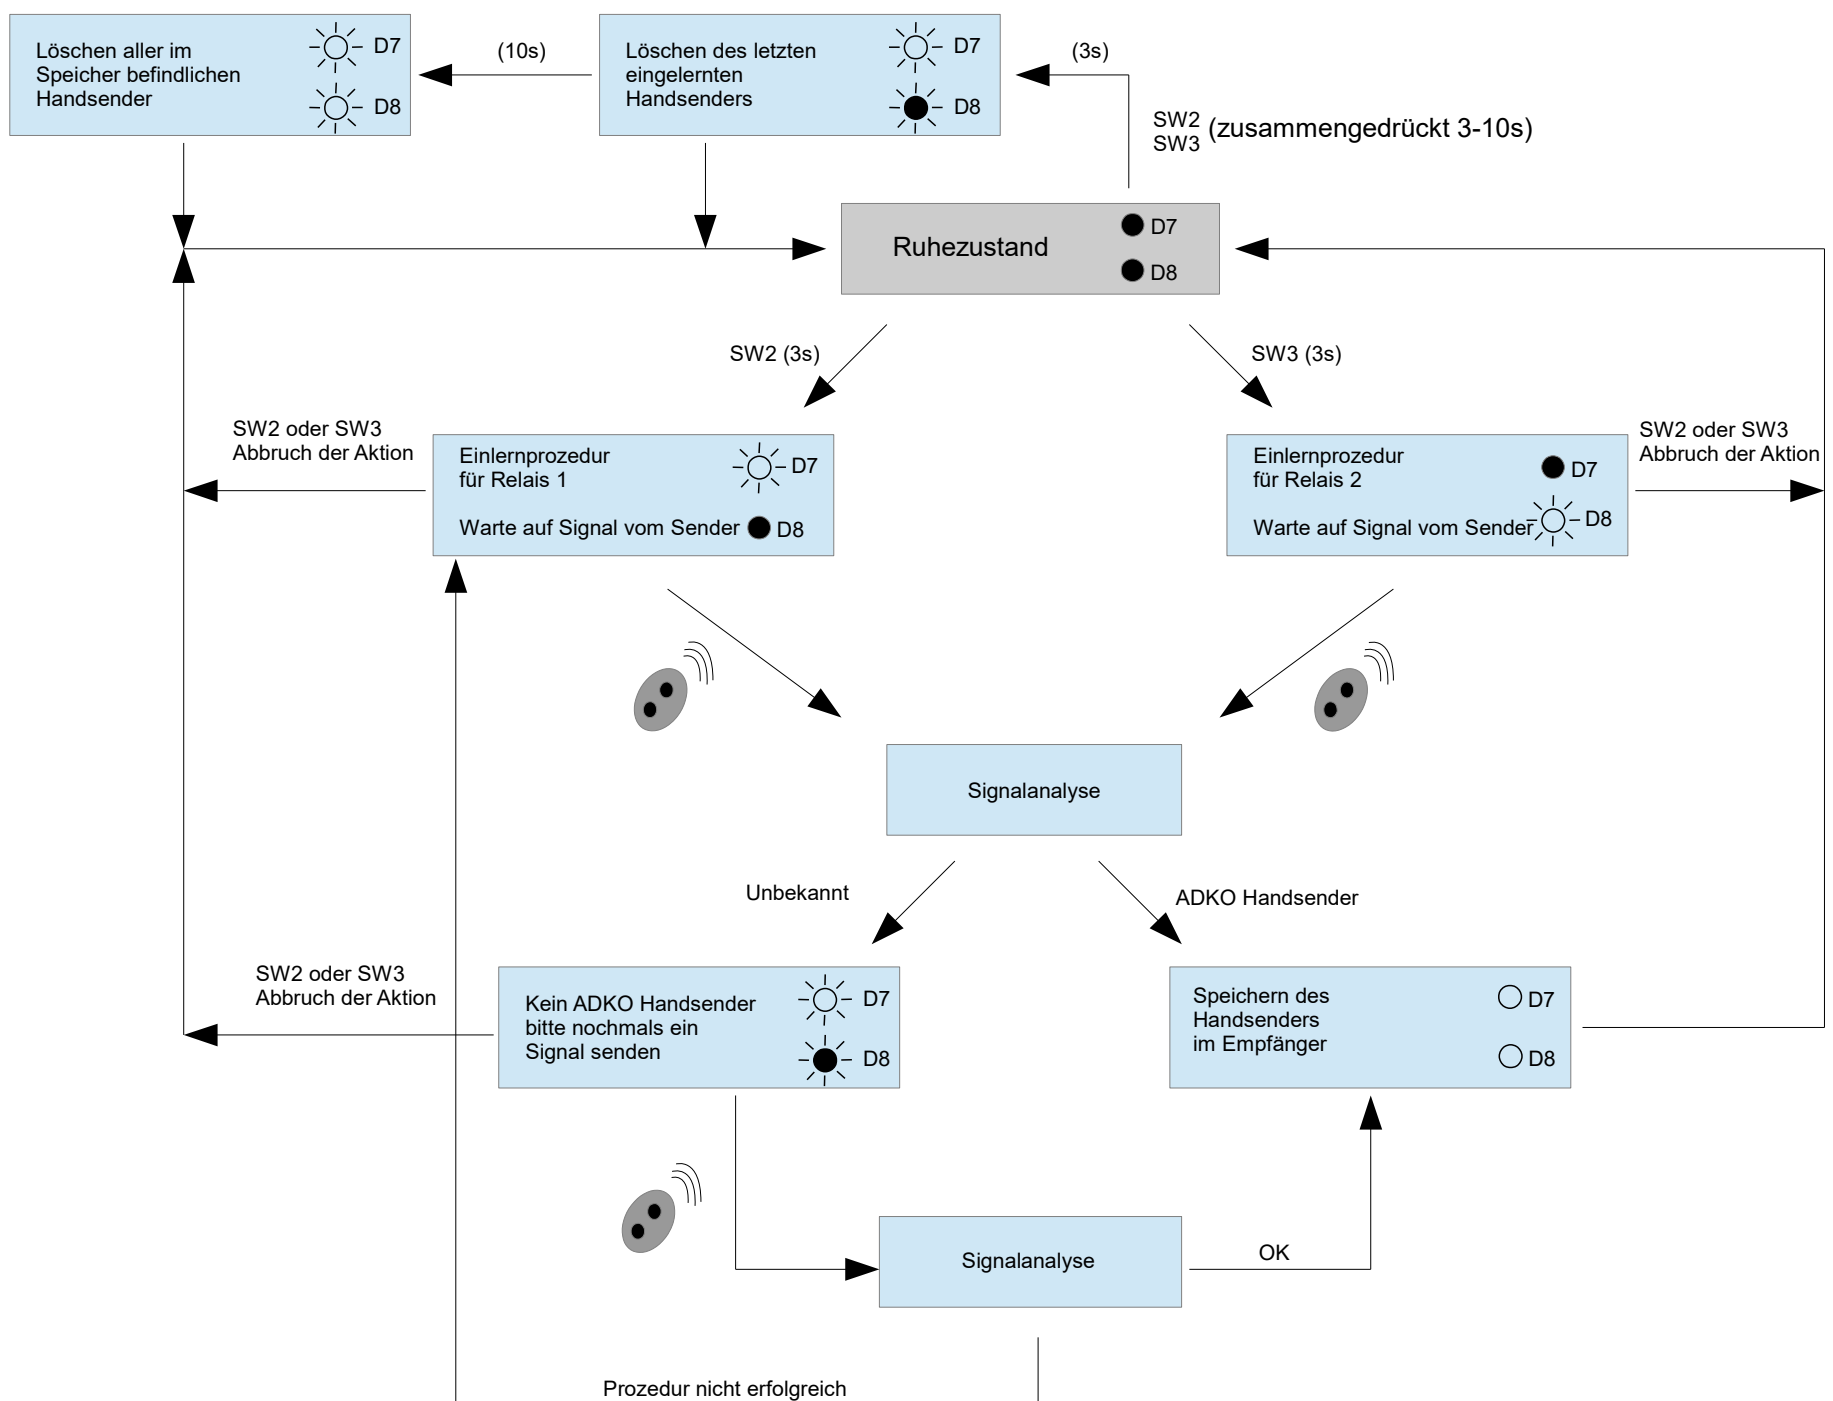 Löschen aller im
Speicher befindlichen
Handsender
D7
D8
(10s)
Löschen des letzten
eingelernten
Handsenders
D7
D8
(3s)
SW2
SW3
(zusammengedrückt 3-10s)
Ruhezustand
D7
D8
SW2 (3s)
SW3 (3s)
SW2 oder SW3
Abbruch der Aktion
Einlernprozedur
für Relais 1
Warte auf Signal vom Sender
D7
D8
Einlernprozedur
für Relais 2
Warte auf Signal vom Sender
D7
D8
SW2 oder SW3
Abbruch der Aktion
Signalanalyse
Unbekannt
ADKO Handsender
SW2 oder SW3
Abbruch der Aktion
Kein ADKO Handsender
bitte nochmals ein
Signal senden
D7
D8
Speichern des
Handsenders
im Empfänger
D7
D8
Signalanalyse
OK
Prozedur nicht erfolgreich